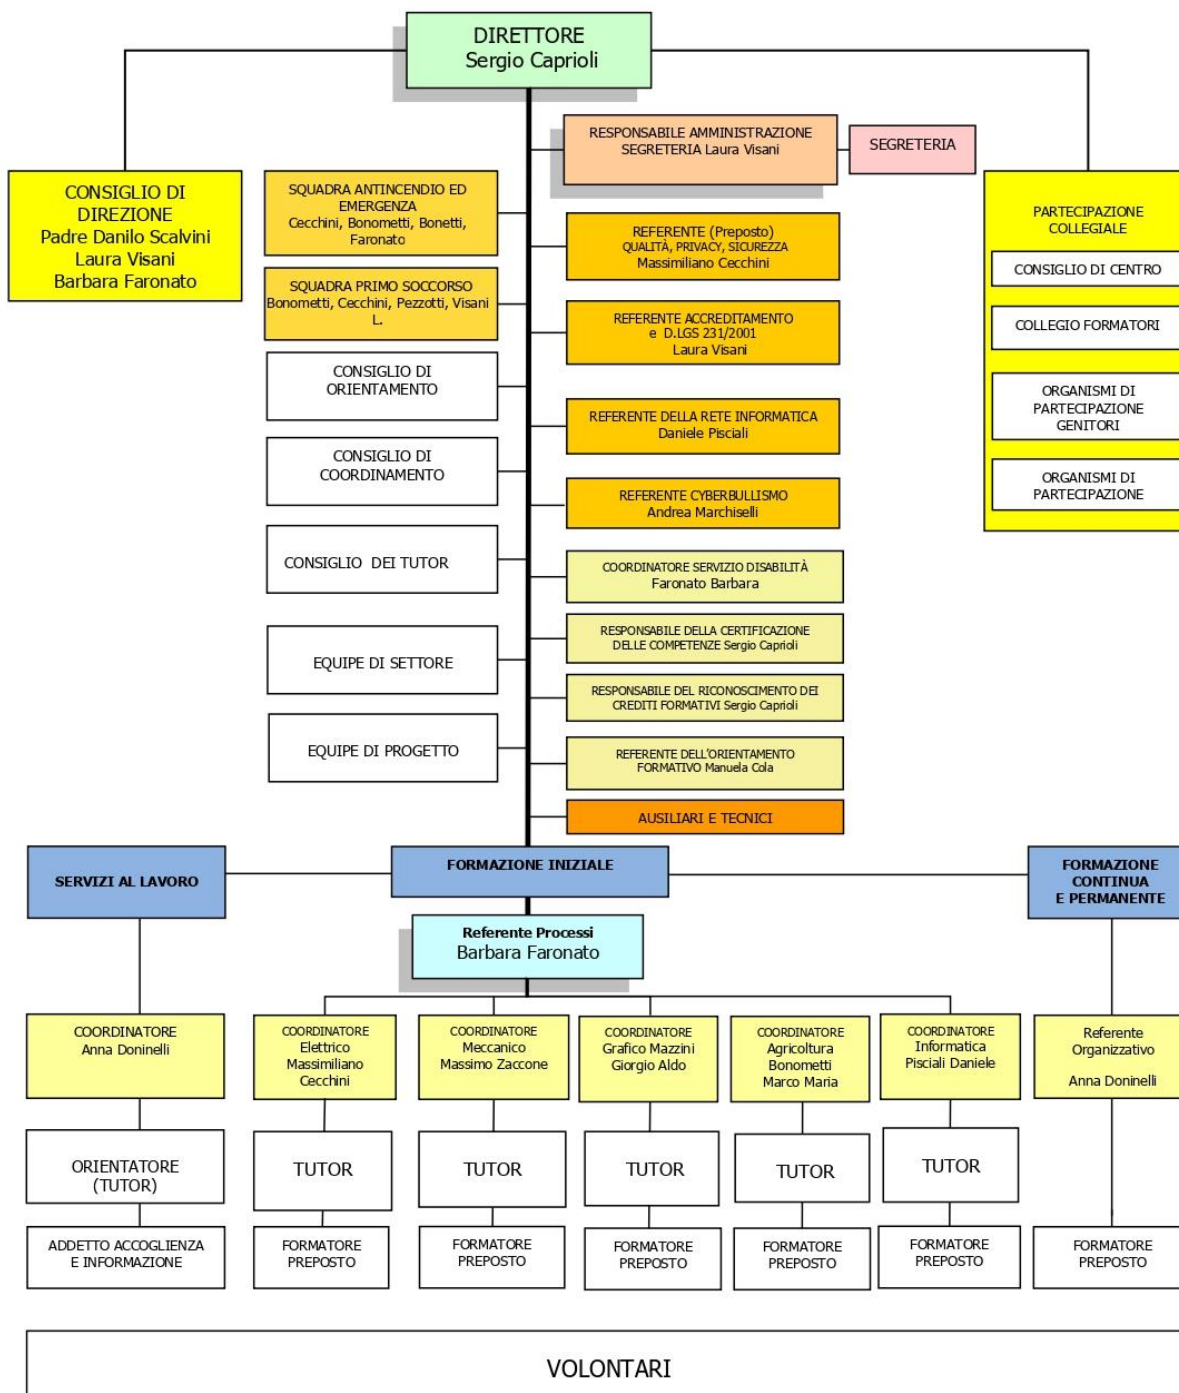 DIRETTORE
Sergio Caprioli
RESPONSABILE AMMINISTRAZIONE
SEGRETERIA Laura Visani
SEGRETERIA
CONSIGLIO DI
DIREZIONE
Padre Danilo Scalvini
Laura Visani
Barbara Faronato
SQUADRA ANTINCENDIO ED
EMERGENZA
Cecchini, Bonometti, Bonetti,
Faronato
SQUADRA PRIMO SOCCORSO
Bonometti, Cecchini, Pezzotti, Visani
L.
CONSIGLIO DI
ORIENTAMENTO
CONSIGLIO DI
COORDINAMENTO
CONSIGLIO DEI TUTOR
EQUIPE DI SETTORE
EQUIPE DI PROGETTO
REFERENTE (Preposto)
QUALITÀ, PRIVACY, SICUREZZA
Massimiliano Cecchini
REFERENTE ACCREDITAMENTO
e D.LGS 231/2001
Laura Visani
REFERENTE DELLA RETE INFORMATICA
Daniele Pisciali
REFERENTE CYBERBULLISMO
Andrea Marchiselli
COORDINATORE SERVIZIO DISABILITÀ
Faronato Barbara
RESPONSABILE DELLA CERTIFICAZIONE
DELLE COMPETENZE Sergio Caprioli
RESPONSABILE DEL RICONOSCIMENTO DEI
CREDITI FORMATIVI Sergio Caprioli
REFERENTE DELL'ORIENTAMENTO
FORMATIVO Manuela Cola
AUSILIARI E TECNICI
PARTECIPAZIONE
COLLEGIALE
CONSIGLIO DI CENTRO
COLLEGIO FORMATORI
ORGANISMI DI
PARTECIPAZIONE
GENITORI
ORGANISMI DI
PARTECIPAZIONE
SERVIZI AL LAVORO
FORMAZIONE INIZIALE
FORMAZIONE
CONTINUA
E PERMANENTE
Referente Processi
Barbara Faronato
COORDINATORE
Anna Doninelli
COORDINATORE
Elettrico
Massimiliano
Cecchini
COORDINATORE
Meccanico
Massimo Zaccone
COORDINATORE
Grafico Mazzini
Giorgio Aldo
COORDINATORE
Agricoltura
Bonometti
Marco Maria
COORDINATORE
Informatica
Pisciali Daniele
Referente
Organizzativo
Anna Doninelli
ORIENTATORE
(TUTOR)
TUTOR
TUTOR
TUTOR
TUTOR
TUTOR
ADDETTO ACCOGLIENZA
E INFORMAZIONE
FORMATORE
PREPOSTO
FORMATORE
PREPOSTO
FORMATORE
PREPOSTO
FORMATORE
PREPOSTO
FORMATORE
PREPOSTO
FORMATORE
PREPOSTO
VOLONTARI